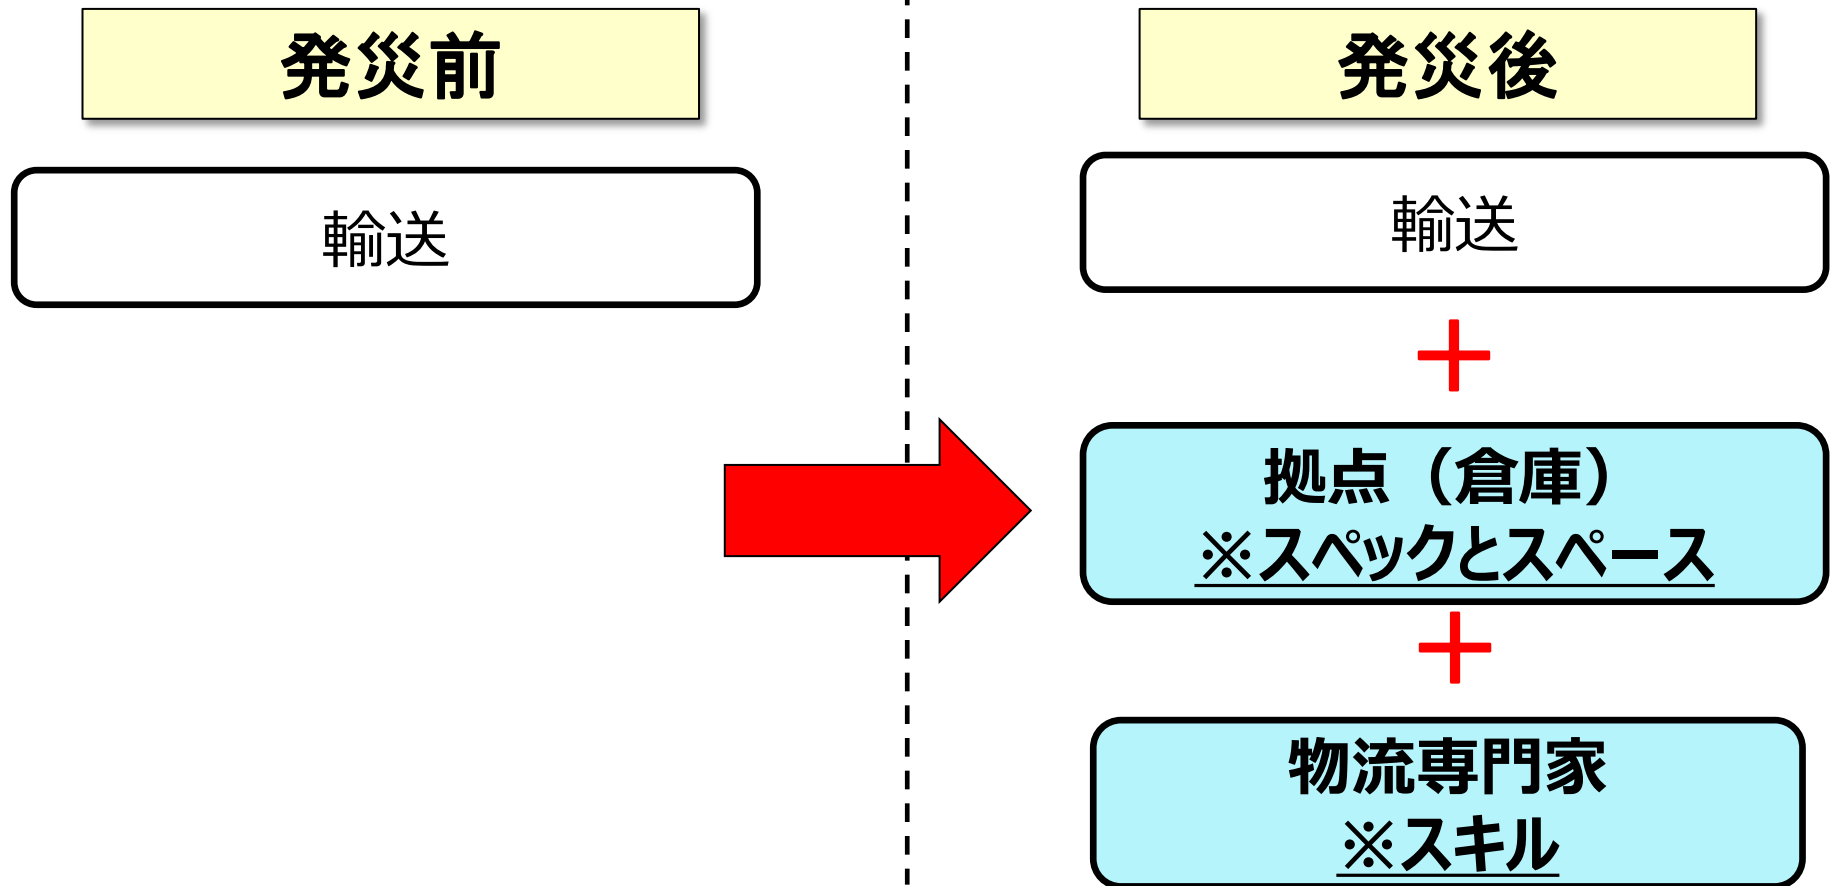 発災前
輸送
発災後
輸送
＋
拠点（倉庫）
※スペックとスペース
＋
物流専門家
※スキル